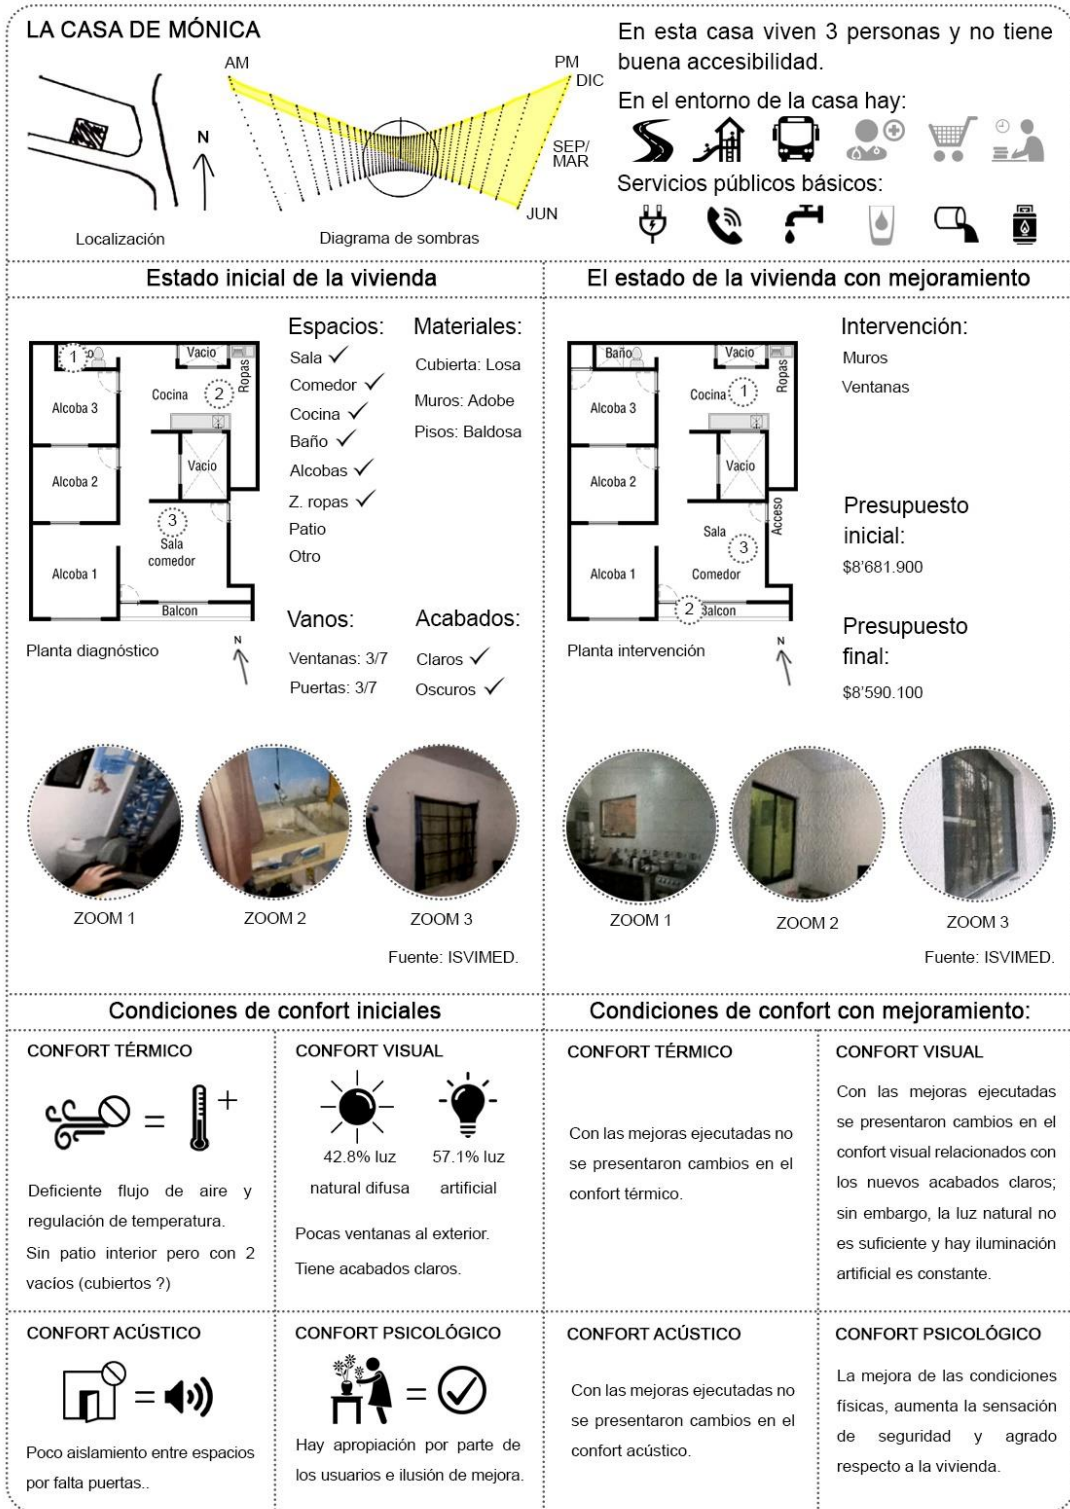 LA CASA DE MÓNICA
AM
PM
DIC
SEP/
MAR
JUN
N
Localización
Diagrama de sombras
En esta casa viven 3 personas y no tiene
buena accesibilidad.
En el entorno de la casa hay:
Servicios públicos básicos:
Estado inicial de la vivienda
1
o
Vacio
Ropas
Cocina
2
Alcoba 3
Vacio
Alcoba 2
3
Sala
comedor
Alcoba 1
Balcon
Planta diagnóstico
N
Espacios:
Sala
Comedor
Cocina
Baño
Alcobas
Z. ropas
Patio
Otro
Materiales:
Cubierta: Losa
Muros: Adobe
Pisos: Baldosa
Vanos:
Ventanas: 3/7
Puertas: 3/7
Acabados:
Claros
Oscuros
ZOOM 1
ZOOM 2
ZOOM 3
Fuente: ISVIMED.
El estado de la vivienda con mejoramiento
Baño
Vacio
Ropas
Cocina
1
Alcoba 3
Vacio
Alcoba 2
Acceso
Sala
3
Comedor
Alcoba 1
2
Balcon
Planta intervención
N
Intervención:
Muros
Ventanas
Presupuesto
inicial:
$8'681.900
Presupuesto
final:
$8'590.100
ZOOM 1
ZOOM 2
ZOOM 3
Fuente: ISVIMED.
Condiciones de confort iniciales
CONFORT TÉRMICO
= +
Deficiente flujo de aire y
regulación de temperatura.
Sin patio interior pero con 2
vacíos (cubiertos ?)
CONFORT VISUAL
42.8% luz
natural difusa
57.1% luz
artificial
Pocas ventanas al exterior.
Tiene acabados claros.
CONFORT ACÚSTICO
=
Poco aislamiento entre espacios
por falta puertas..
CONFORT PSICOLÓGICO
=
Hay apropiación por parte de
los usuarios e ilusión de mejora.
Condiciones de confort con mejoramiento:
CONFORT TÉRMICO
Con las mejoras ejecutadas no
se presentaron cambios en el
confort térmico.
CONFORT VISUAL
Con las mejoras ejecutadas
se presentaron cambios en el
confort visual relacionados con
los nuevos acabados claros;
sin embargo, la luz natural no
es suficiente y hay iluminación
artificial es constante.
CONFORT ACÚSTICO
Con las mejoras ejecutadas no
se presentaron cambios en el
confort acústico.
CONFORT PSICOLÓGICO
La mejora de las condiciones
físicas, aumenta la sensación
de seguridad y agrado
respecto a la vivienda.